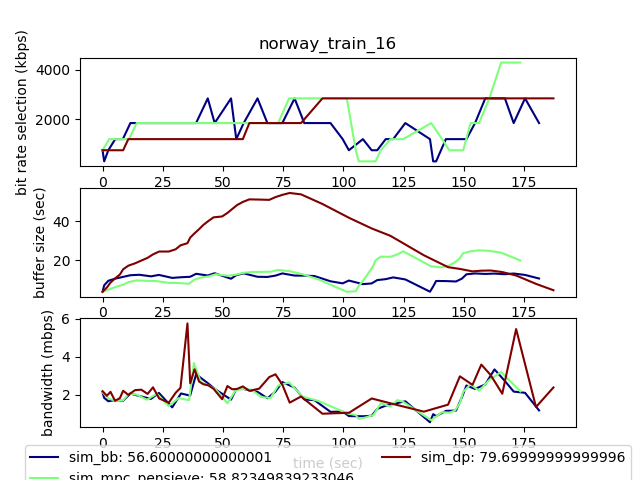 norway_train_16
bit rate selection (kbps)
4000
2000
0 25 50 75 100 125 150 175
buffer size (sec)
40
20
0 25 50 75 100 125 150 175
bandwidth (mbps)
6
4
2
0 25 50 75 100 125 150 175
time (sec)
sim_bb: 56.60000000000001
sim_dp: 79.69999999999996
sim_mpc_pensieve: 58.82349839233046